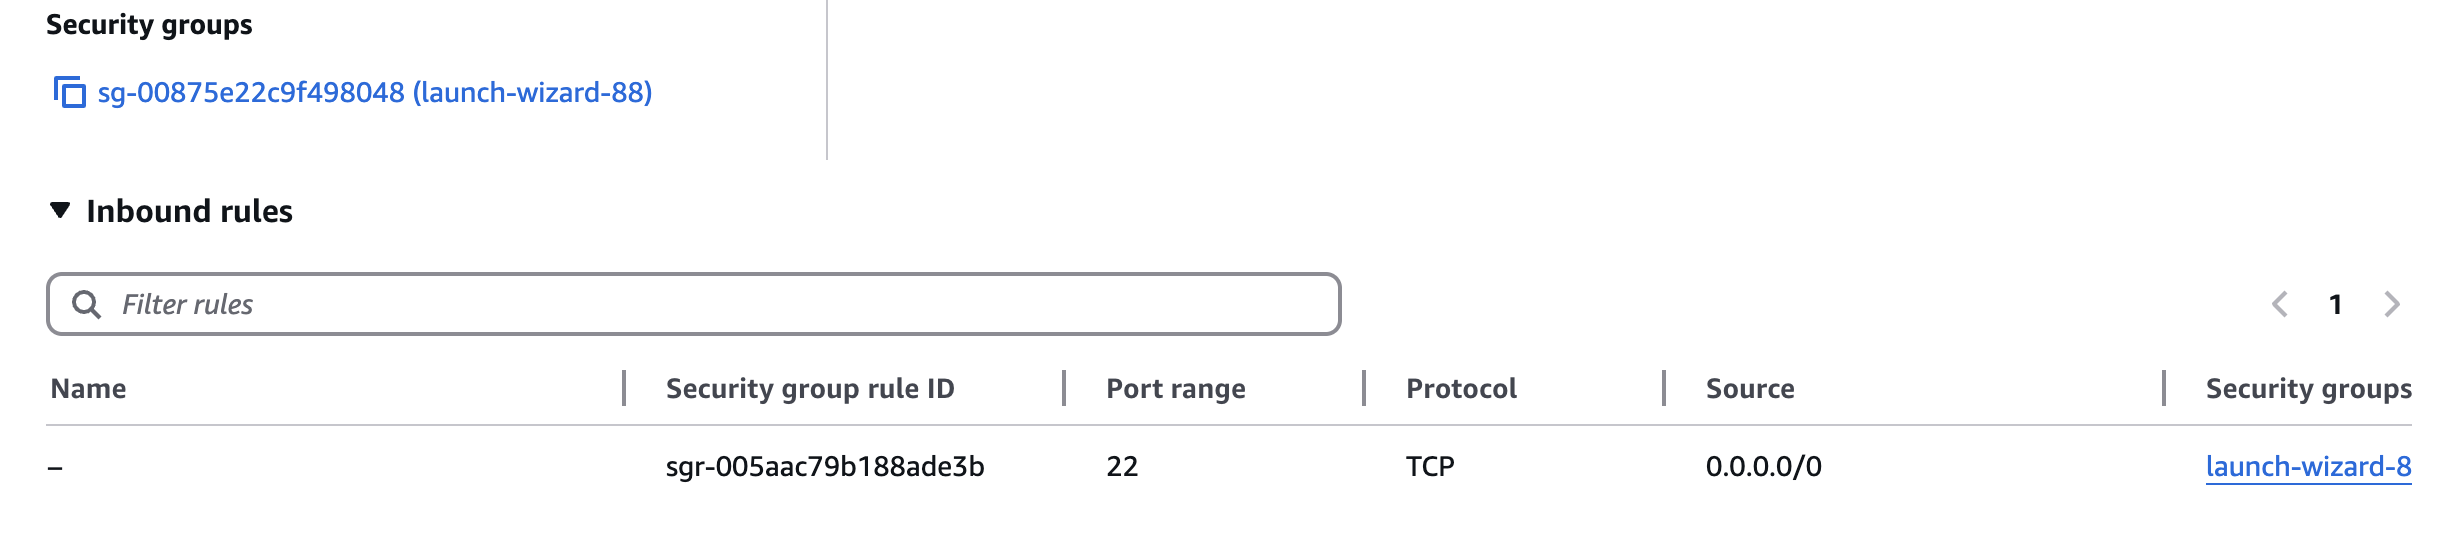 Security groups
sg-00875e22c9f498048 (launch-wizard-88)
Inbound rules
Filter rules
1
Name Security group rule ID Port range Protocol Source Security groups
– sgr-005aac79b188ade3b 22 TCP 0.0.0.0/0 launch-wizard-8